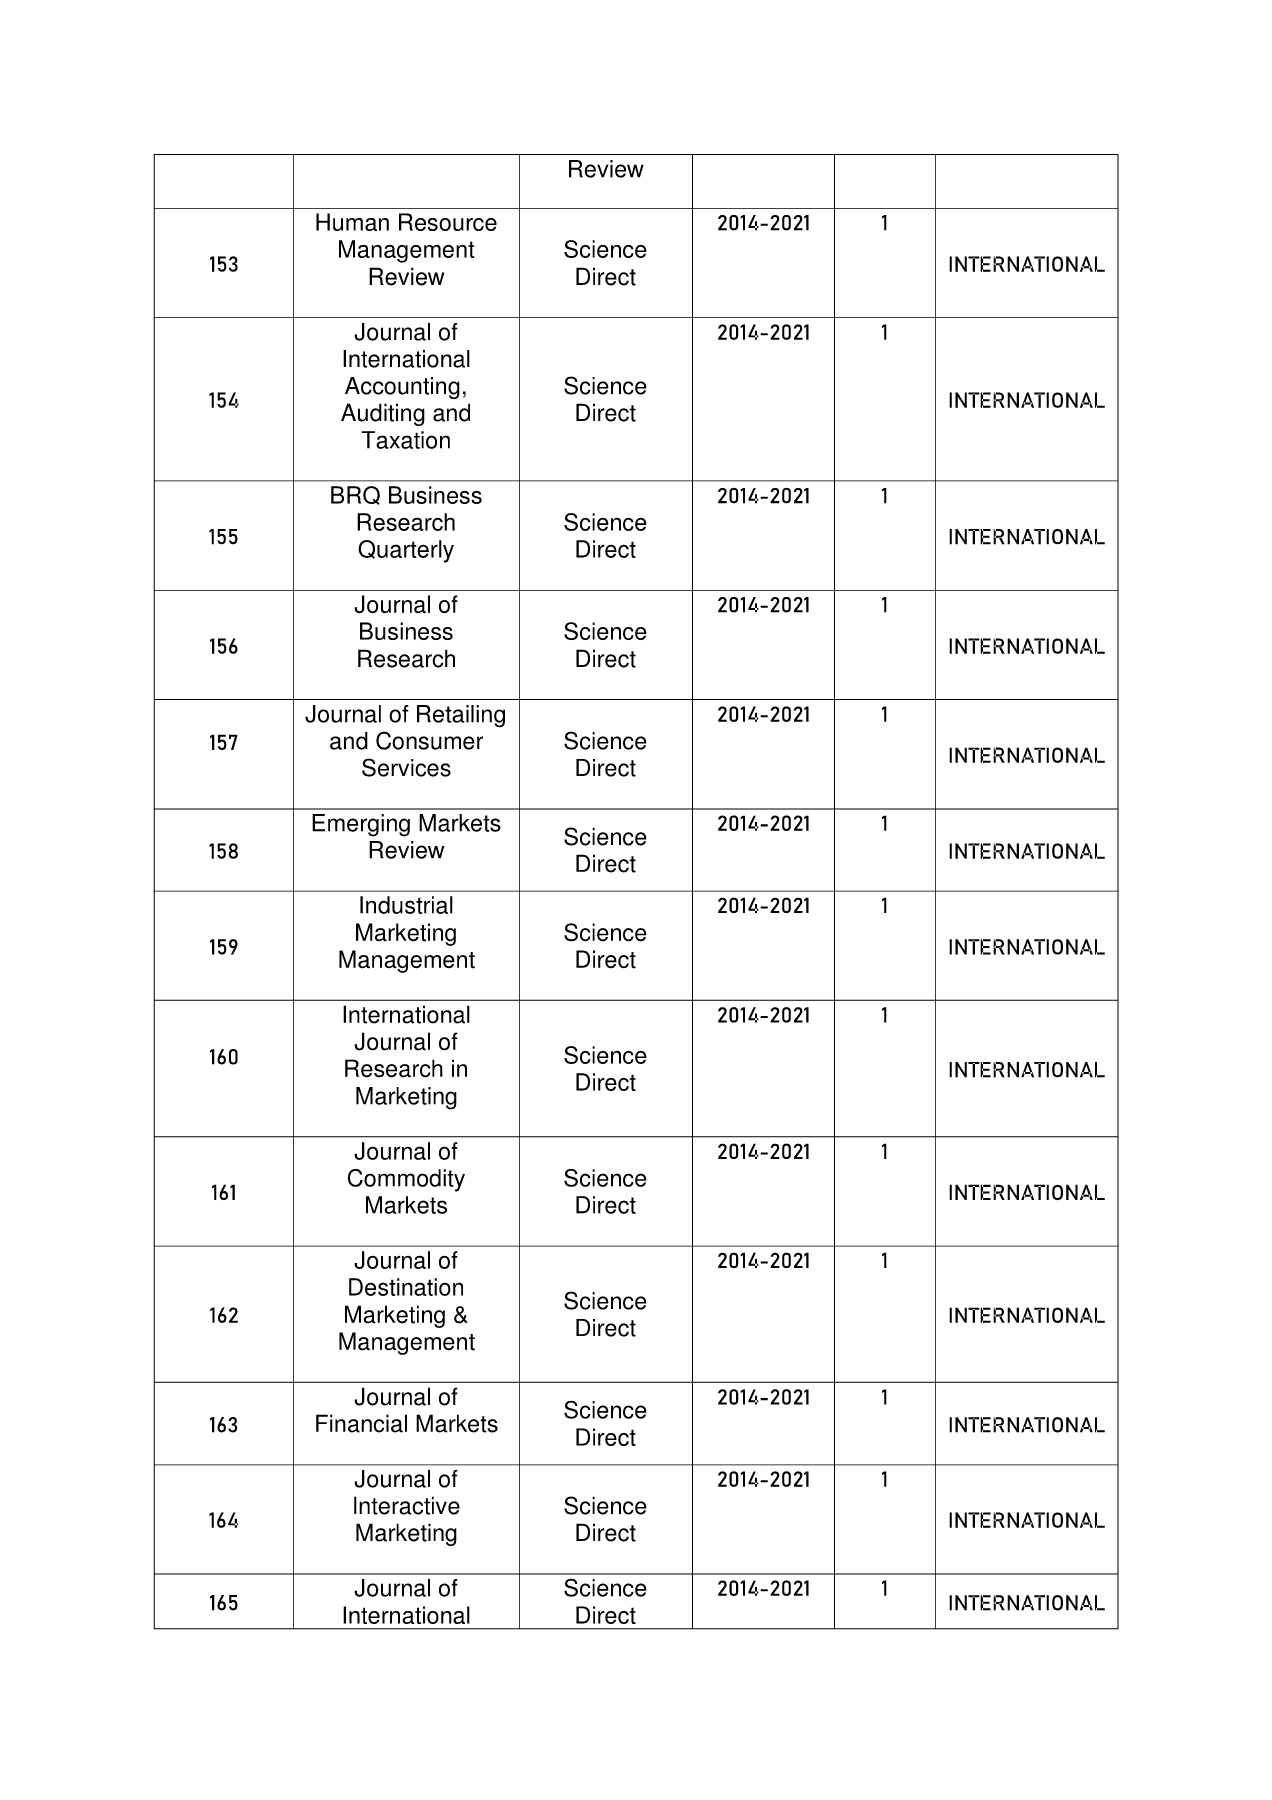 Review
153
Human Resource
Management
Review
Science
Direct
2014-2021
1
INTERNATIONAL
154
Journal of
International
Accounting,
Auditing and
Taxation
Science
Direct
2014-2021
1
INTERNATIONAL
155
BRQ Business
Research
Quarterly
Science
Direct
2014-2021
1
INTERNATIONAL
156
Journal of
Business
Research
Science
Direct
2014-2021
1
INTERNATIONAL
157
Journal of Retailing
and Consumer
Services
Science
Direct
2014-2021
1
INTERNATIONAL
158
Emerging Markets
Review
Science
Direct
2014-2021
1
INTERNATIONAL
159
Industrial
Marketing
Management
Science
Direct
2014-2021
1
INTERNATIONAL
160
International
Journal of
Research in
Marketing
Science
Direct
2014-2021
1
INTERNATIONAL
161
Journal of
Commodity
Markets
Science
Direct
2014-2021
1
INTERNATIONAL
162
Journal of
Destination
Marketing &
Management
Science
Direct
2014-2021
1
INTERNATIONAL
163
Journal of
Financial Markets
Science
Direct
2014-2021
1
INTERNATIONAL
164
Journal of
Interactive
Marketing
Science
Direct
2014-2021
1
INTERNATIONAL
165
Journal of
International
Science
Direct
2014-2021
1
INTERNATIONAL